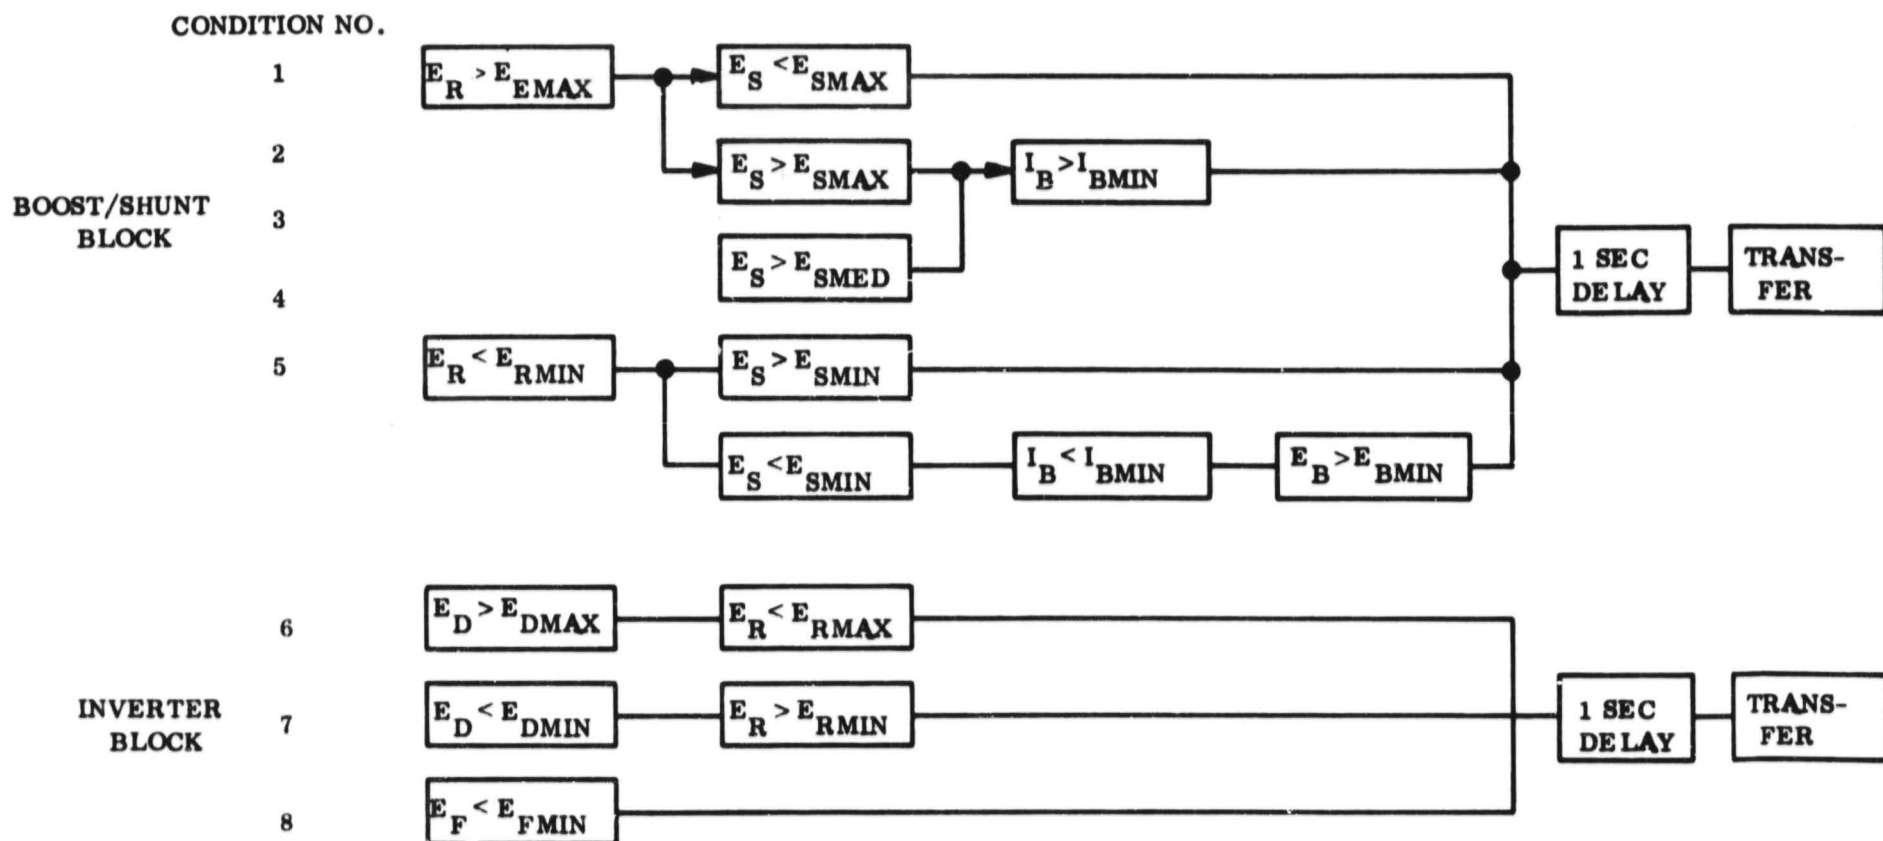 CONDITION NO.
1
E_R > E_EMAX
E_S < E_SMAX
2
E_S > E_SMAX
I_B > I_BMIN
BOOST/SHUNT
BLOCK
3
E_S > E_SMED
1 SEC
DELAY
TRANS-
FER
4
5
E_R < E_RMIN
E_S > E_SMIN
E_S < E_SMIN
I_B < I_BMIN
E_B > E_BMIN
6
E_D > E_DMAX
E_R < E_RMAX
INVERTER
BLOCK
7
E_D < E_DMIN
E_R > E_RMIN
1 SEC
DELAY
TRANS-
FER
8
E_F < E_FMIN